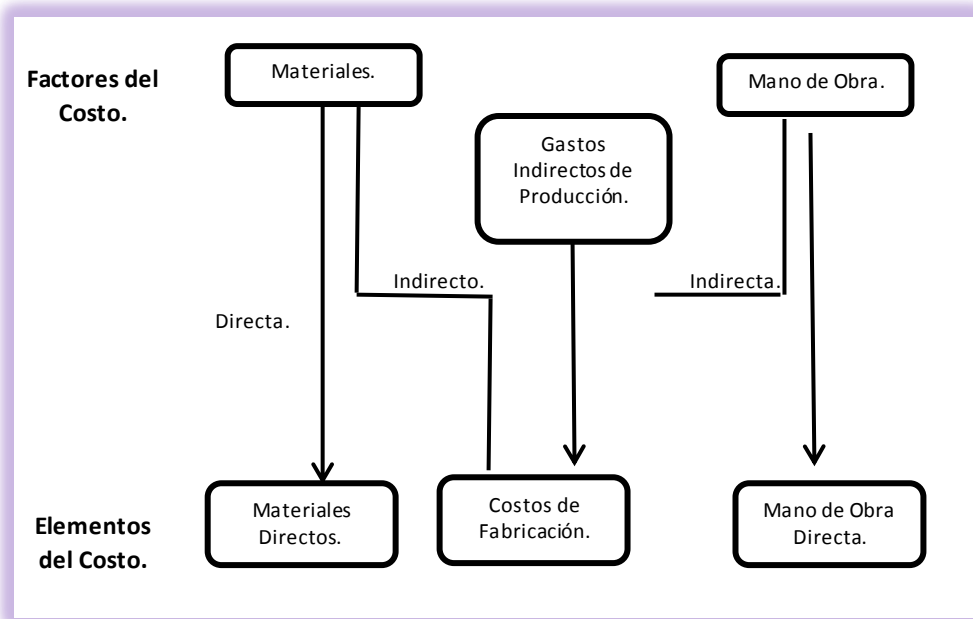 Factores del
Costo.
Materiales.
Mano de Obra.
Gastos
Indirectos de
Producción.
Indirecto.
Indirecta.
Directa.
Elementos
del Costo.
Materiales
Directos.
Costos de
Fabricación.
Mano de Obra
Directa.